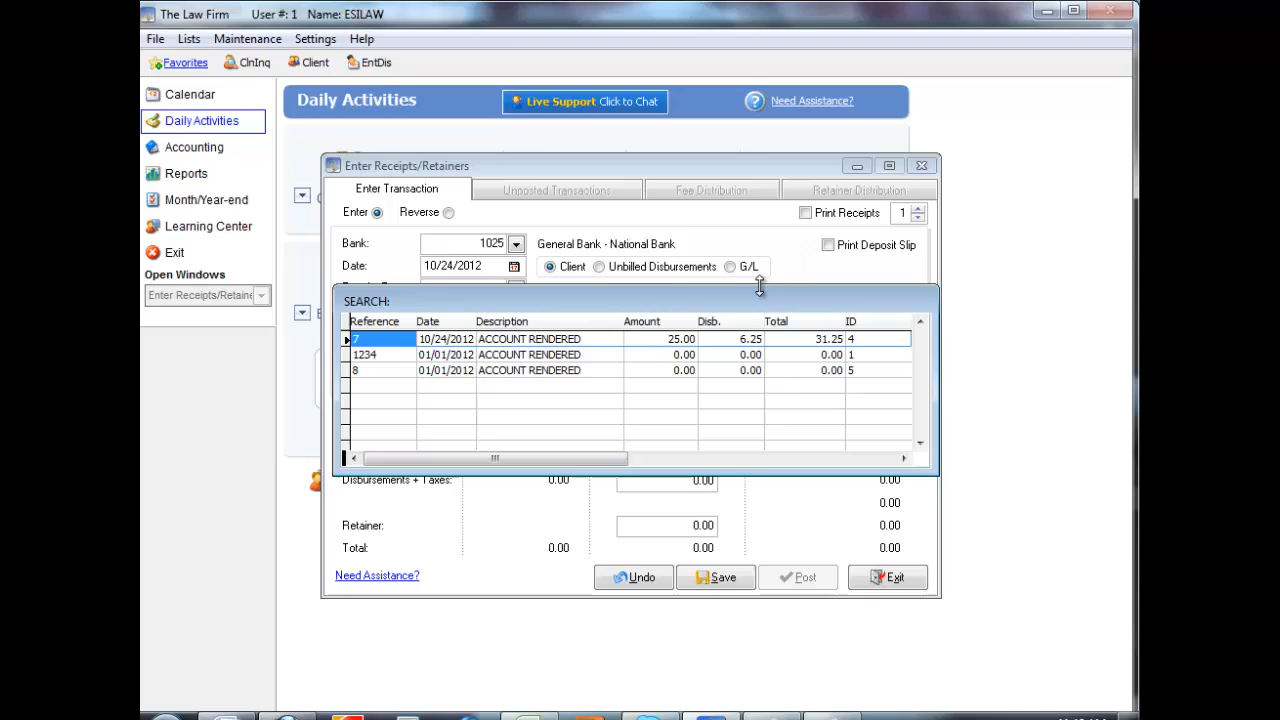 The Law Firm User #: 1 Name: ESILAW
File Lists Maintenance Settings Help
Favorites ClnInq Client EntDis
Calendar
Daily Activities
Accounting
Reports
Month/Year-end
Learning Center
Exit
Open Windows
Enter Receipts/Retaine
Daily Activities Live Support Click to Chat Need Assistance?
Enter Receipts/Retainers
Enter Transaction Unposted Transactions Fee Distribution Retainer Distribution
Enter Reverse Print Receipts 1
Bank: 1025 General Bank - National Bank Print Deposit Slip
Date: 10/24/2012 Client Unbilled Disbursements G/L
SEARCH:
Reference Date Description Amount Disb. Total ID
7 10/24/2012 ACCOUNT RENDERED 25.00 6.25 31.25 4
1234 01/01/2012 ACCOUNT RENDERED 0.00 0.00 0.00 1
8 01/01/2012 ACCOUNT RENDERED 0.00 0.00 0.00 5
Disbursements + Taxes: 0.00 0.00 0.00
0.00
Retainer: 0.00 0.00
Total: 0.00 0.00 0.00
Need Assistance? Undo Save Post Exit